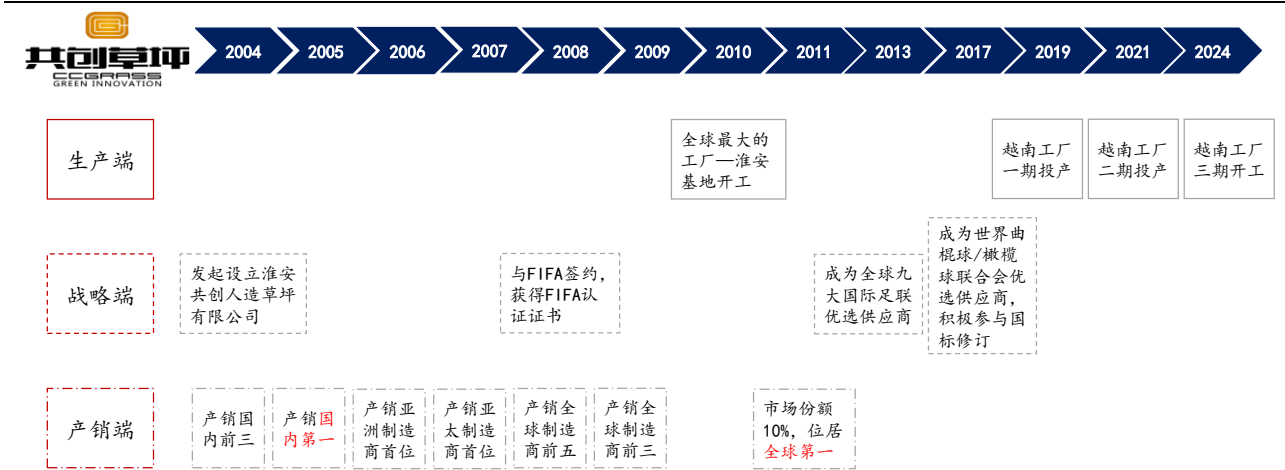 共创草坪
CCGRASS
GREEN INNOVATION
2004
2005
2006
2007
2008
2009
2010
2011
2013
2017
2019
2021
2024
生产端
全球最大的
工厂—淮安
基地开工
越南工厂
一期投产
越南工厂
二期投产
越南工厂
三期开工
战略端
发起设立淮安
共创人造草坪
有限公司
与FIFA签约，
获得FIFA认
证证书
成为全球九
大国际足联
优选供应商
成为世界曲
棍球/橄榄
球联合会优
选供应商，
积极参与国
标修订
产销端
产销国
内前三
产销国
内第一
产销亚
洲制造
商首位
产销亚
太制造
商首位
产销全
球制造
商前五
产销全
球制造
商前三
市场份额
10%，位居
全球第一